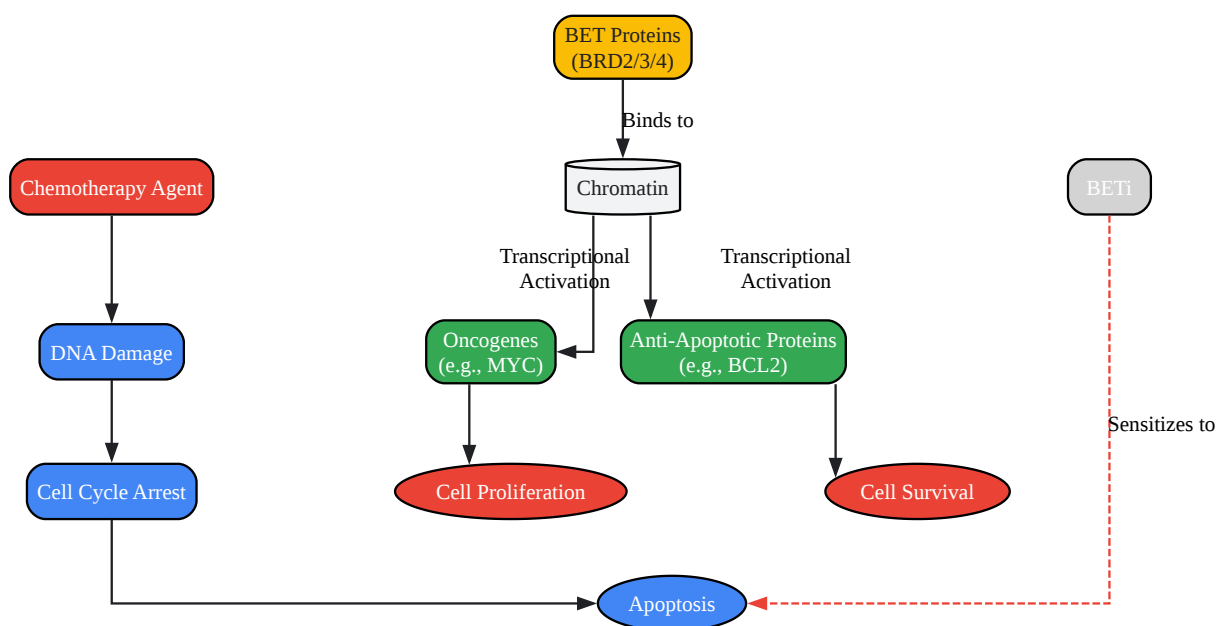 BET Proteins
(BRD2/3/4)
Binds to
Chemotherapy Agent
Chromatin
BETi
Transcriptional
Activation
Transcriptional
Activation
DNA Damage
Oncogenes
(e.g., MYC)
Anti-Apoptotic Proteins
(e.g., BCL2)
Sensitizes to
Cell Cycle Arrest
Cell Proliferation
Cell Survival
Apoptosis